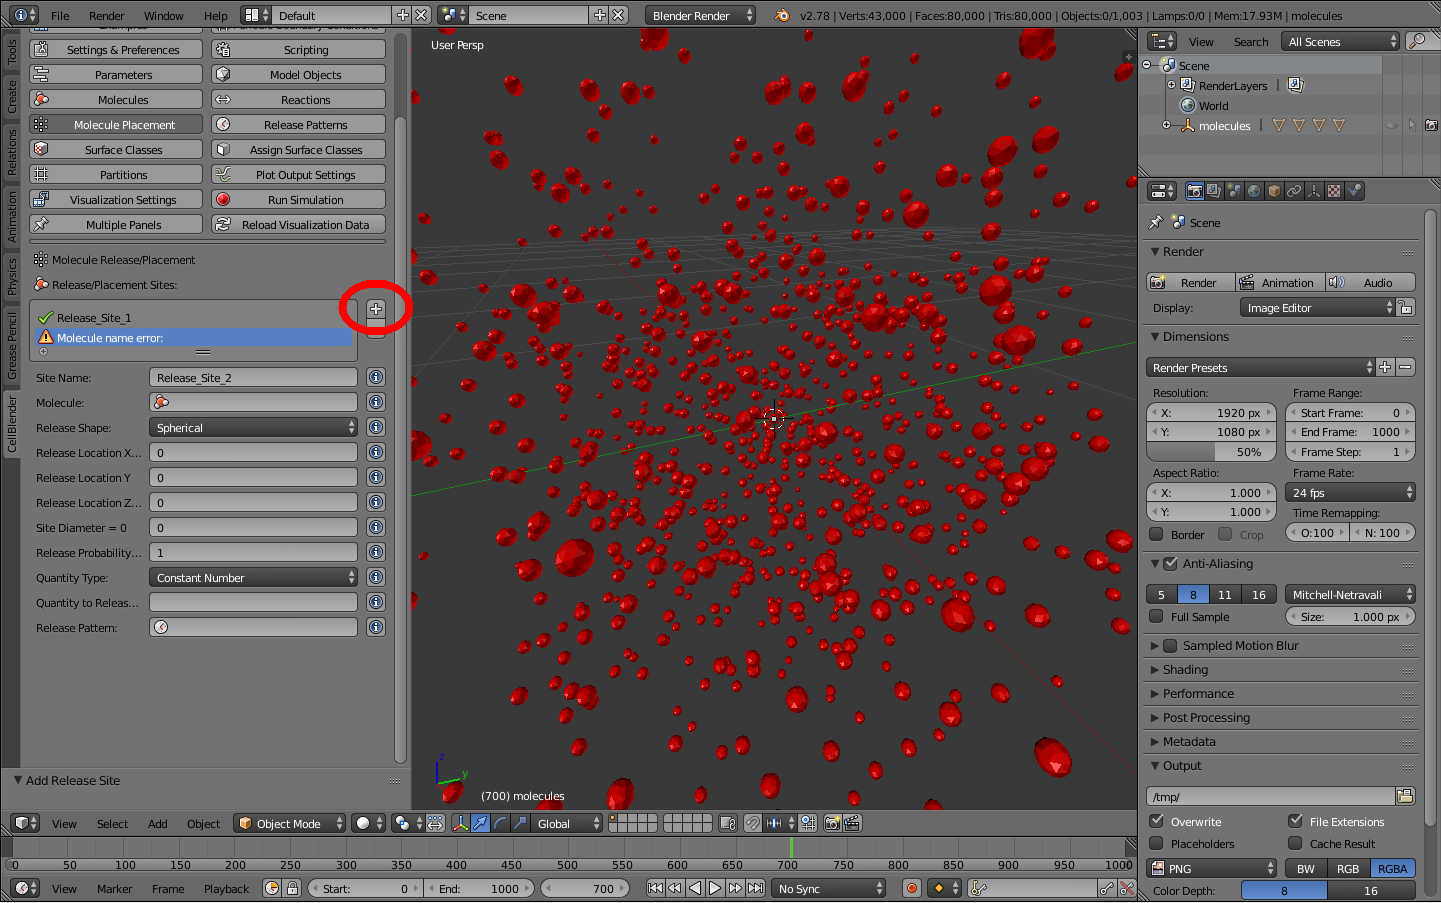 File Render Window Help Default Scene Blender Render v2.78 | Verts:43,000 | Faces:80,000 | Tris:80,000 | Objects:0/1,003 | Lamps:0/0 | Mem:17.93M | molecules
Tools
Create
Relations
Animation
Physics
Grease Pencil
CellBlender
Settings & Preferences Scripting
Parameters Model Objects
Molecules Reactions
Molecule Placement Release Patterns
Surface Classes Assign Surface Classes
Partitions Plot Output Settings
Visualization Settings Run Simulation
Multiple Panels Reload Visualization Data
Molecule Release/Placement
Release/Placement Sites:
Release_Site_1
Molecule name error:
Site Name: Release_Site_2
Molecule:
Release Shape: Spherical
Release Location X... 0
Release Location Y 0
Release Location Z... 0
Site Diameter = 0 0
Release Probability... 1
Quantity Type: Constant Number
Quantity to Releas...
Release Pattern:
Add Release Site
User Persp
z
y
(700) molecules
View Search All Scenes
Scene
RenderLayers |
World
molecules |
Scene
Render
Render Animation Audio
Display: Image Editor
Dimensions
Render Presets
Resolution: Frame Range:
X: 1920 px Start Frame: 0
Y: 1080 px End Frame: 1000
50% Frame Step: 1
Aspect Ratio: Frame Rate:
X: 1.000 24 fps
Y: 1.000 Time Remapping:
Border Crop O:100 N: 100
Anti-Aliasing
5 8 11 16 Mitchell-Netravali
Full Sample Size: 1.000 px
Sampled Motion Blur
Shading
Performance
Post Processing
Metadata
Output
/tmp/
Overwrite File Extensions
Placeholders Cache Result
PNG BW RGB RGBA
Color Depth: 8 16
View Select Add Object Object Mode Global
0 50 100 150 200 250 300 350 400 450 500 550 600 650 700 750 800 850 900 950 1000
View Marker Frame Playback Start: 0 End: 1000 700 No Sync